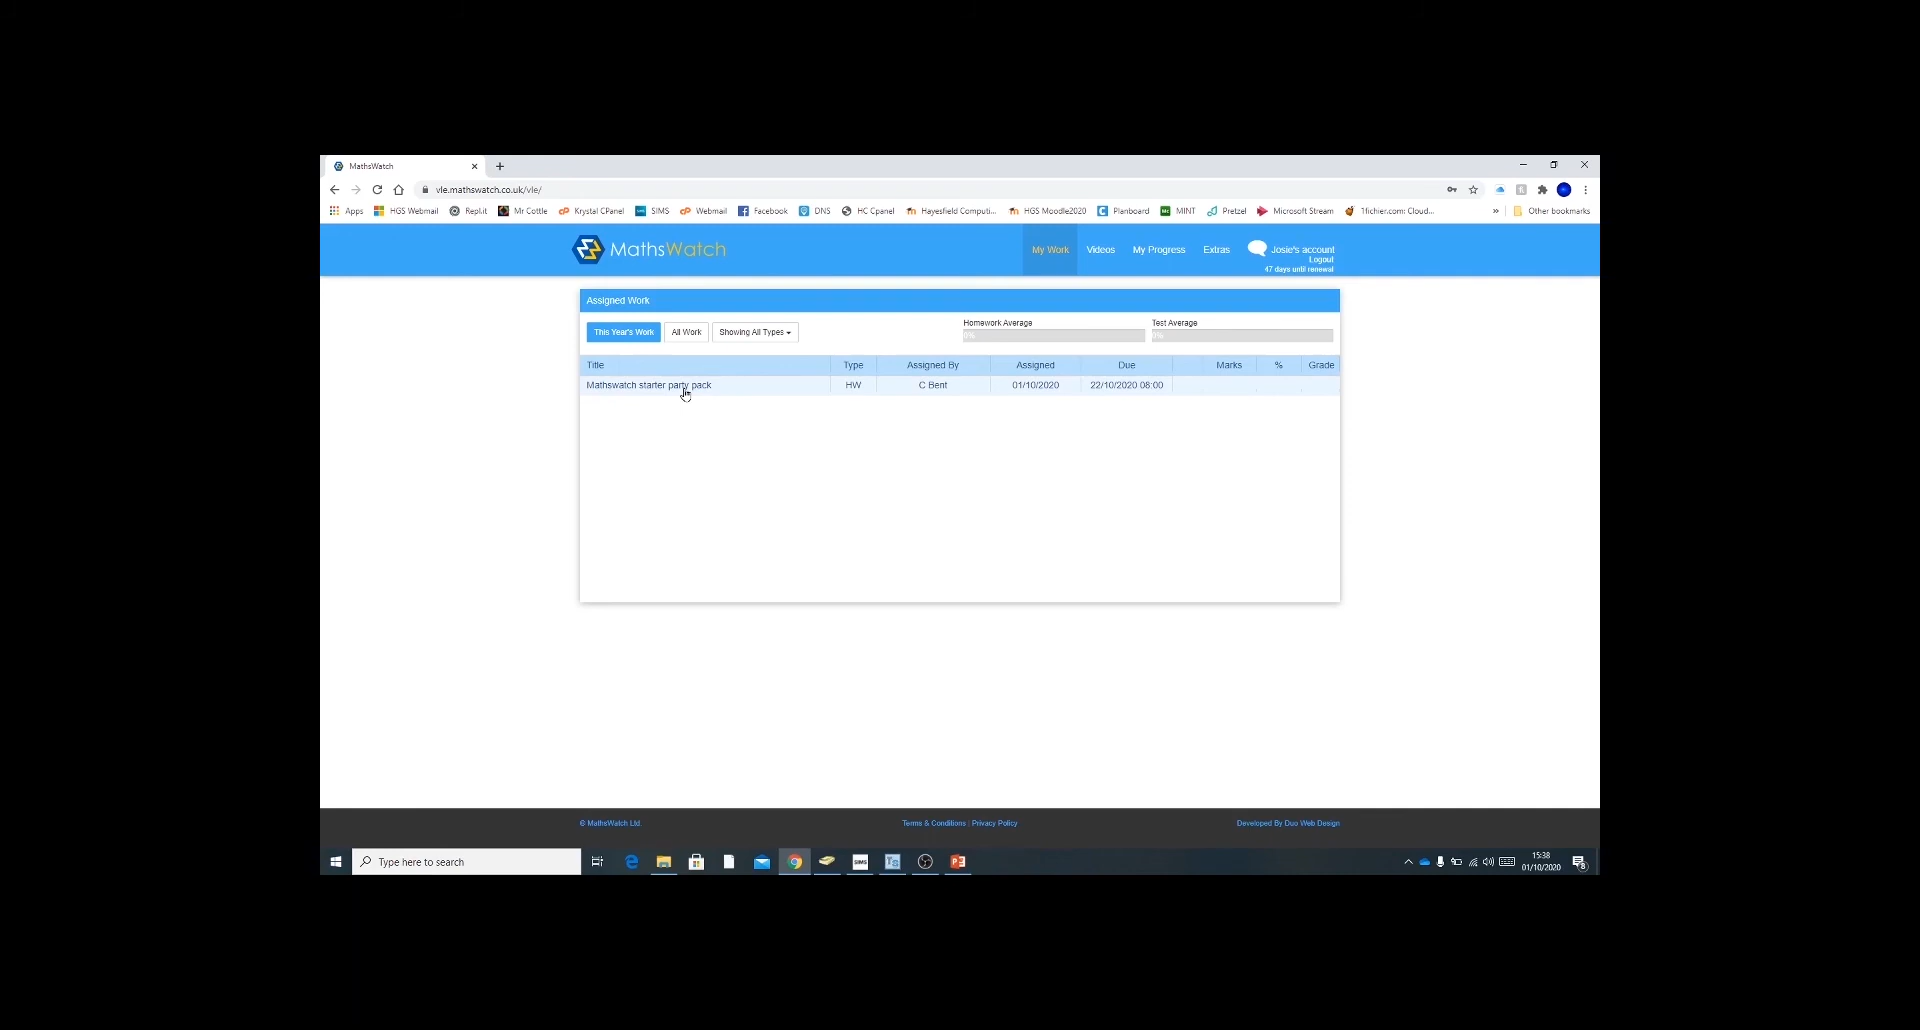 MathsWatch
vle.mathswatch.co.uk/vle/
Apps HGS Webmail Repl.it Mr Cottle Krystal CPanel SIMS Webmail Facebook DNS HC Cpanel Hayesfield Computi... HGS Moodle2020 Planboard MINT Pretzel Microsoft Stream 1fichier.com: Cloud... » Other bookmarks
MathsWatch My Work Videos My Progress Extras Josie's account
Logout
47 days until renewal
Assigned Work
This Year's Work All Work Showing All Types
Homework Average Test Average
0% 0%
Title Type Assigned By Assigned Due Marks % Grade
Mathswatch starter party pack HW C Bent 01/10/2020 22/10/2020 08:00
© MathsWatch Ltd. Terms & Conditions | Privacy Policy Developed By Duo Web Design
Type here to search
SIMS
15:38
01/10/2020